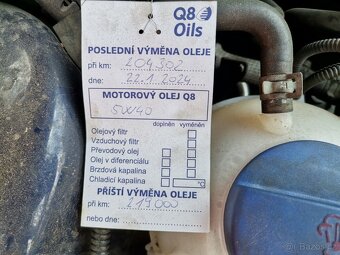 Q8
Oils
POSLEDNÍ VÝMĚNA OLEJE
při km: 204302
dne: 22.1.2024
MOTOROVÝ OLEJ Q8
5W40
doplněn vyměněn
Olejový filtr
Vzduchový filtr
Převodový olej
Olej v diferenciálu
Brzdová kapalina
Chladicí kapalina °C
PŘÍŠTÍ VÝMĚNA OLEJE
při km: 219000
nebo dne: